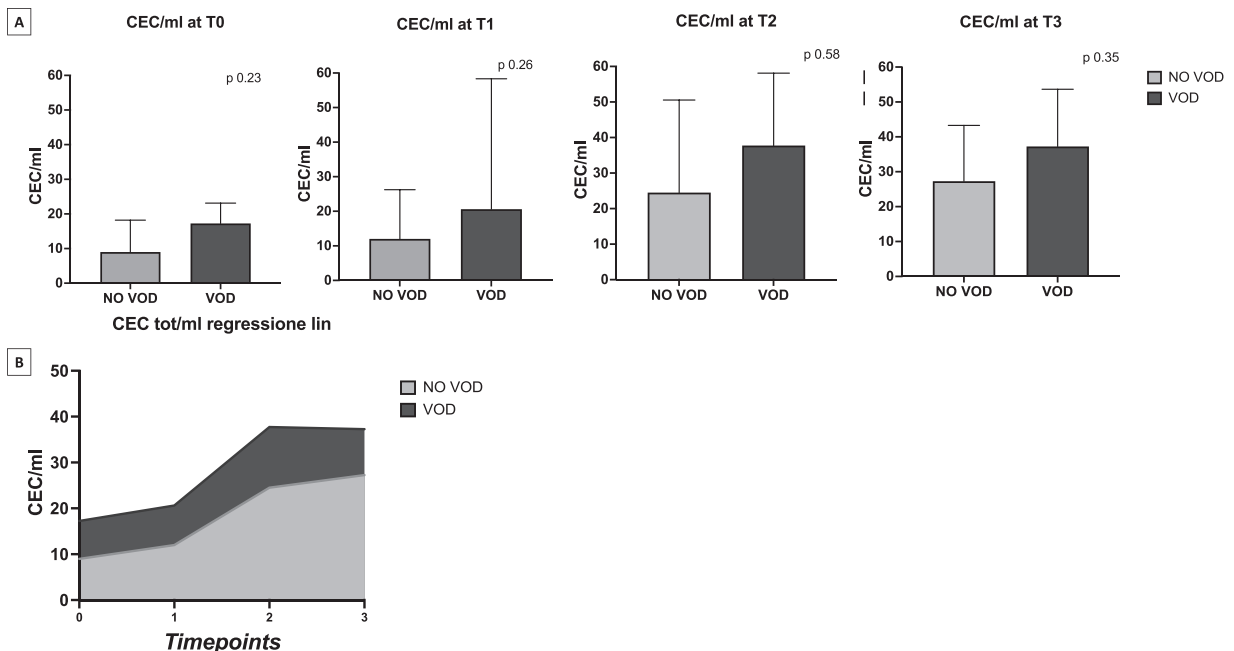 A
CEC/ml at T0
CEC/ml at T1
CEC/ml at T2
CEC/ml at T3
p 0.23
60
50
40
30
20
10
0
CEC/ml
NO VOD
VOD
p 0.26
60
50
40
30
20
10
0
CEC/ml
NO VOD
VOD
p 0.58
60
50
40
30
20
10
0
CEC/ml
NO VOD
VOD
p 0.35
60
50
40
30
20
10
0
CEC/ml
NO VOD
VOD
NO VOD
VOD
CEC tot/ml regressione lin
B
50
40
30
20
10
0
CEC/ml
0
1
2
3
Timepoints
NO VOD
VOD